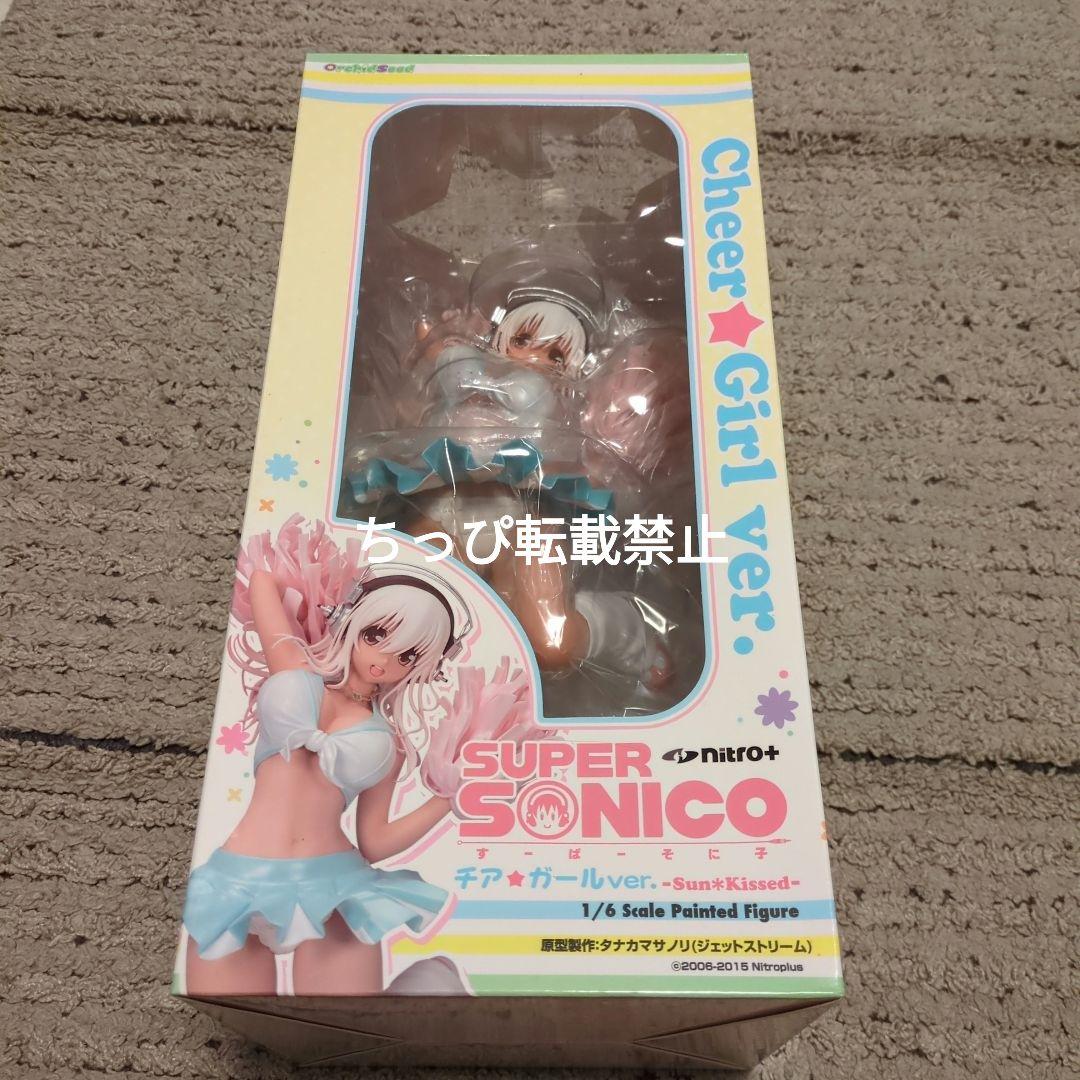 OrchidSeed
Cheer★Girl ver.
ちっぴ転載禁止
nitro+
SUPER
SONICO
すーぱーそに子
チア★ガールver. -Sun*Kissed-
1/6 Scale Painted Figure
原型製作:タナカマサノリ(ジェットストリーム)
©2006-2015 Nitroplus